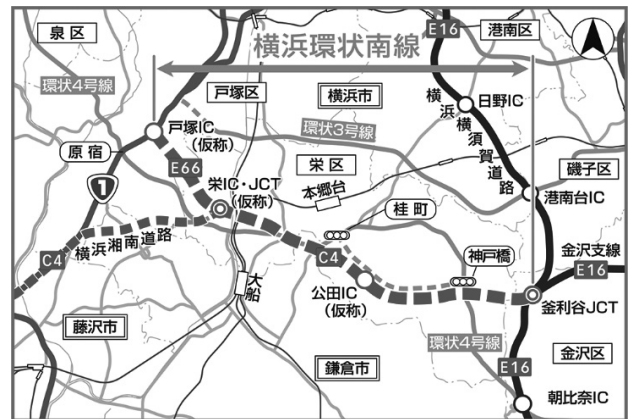 泉区
E16
港南区
横浜環状南線
環状4号線
戸塚区
横浜市
日野IC
横浜横須賀道路
戸塚IC
(仮称)
環状3号線
原宿
E66
栄区
磯子区
1
栄IC・JCT
(仮称)
本郷台
港南台IC
桂町
横浜湘南道路
神戸橋
金沢支線
C4
C4
E16
大船
公田IC
(仮称)
釜利谷JCT
藤沢市
環状4号線
鎌倉市
金沢区
E16
朝比奈IC